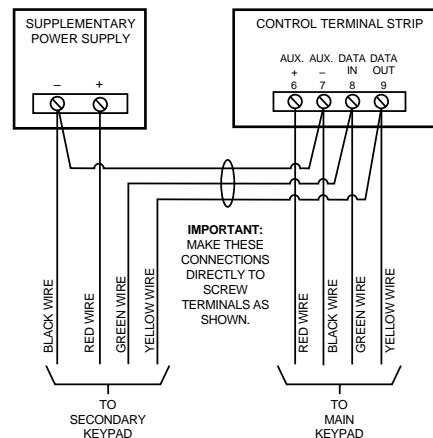 SUPPLEMENTARY
POWER SUPPLY
– +
CONTROL TERMINAL STRIP
AUX. AUX. DATA DATA
+ – IN OUT
6 7 8 9
IMPORTANT:
MAKE THESE
CONNECTIONS
DIRECTLY TO
SCREW
TERMINALS AS
SHOWN.
BLACK WIRE
RED WIRE
GREEN WIRE
YELLOW WIRE
RED WIRE
BLACK WIRE
GREEN WIRE
YELLOW WIRE
TO
SECONDARY
KEYPAD
TO
MAIN
KEYPAD